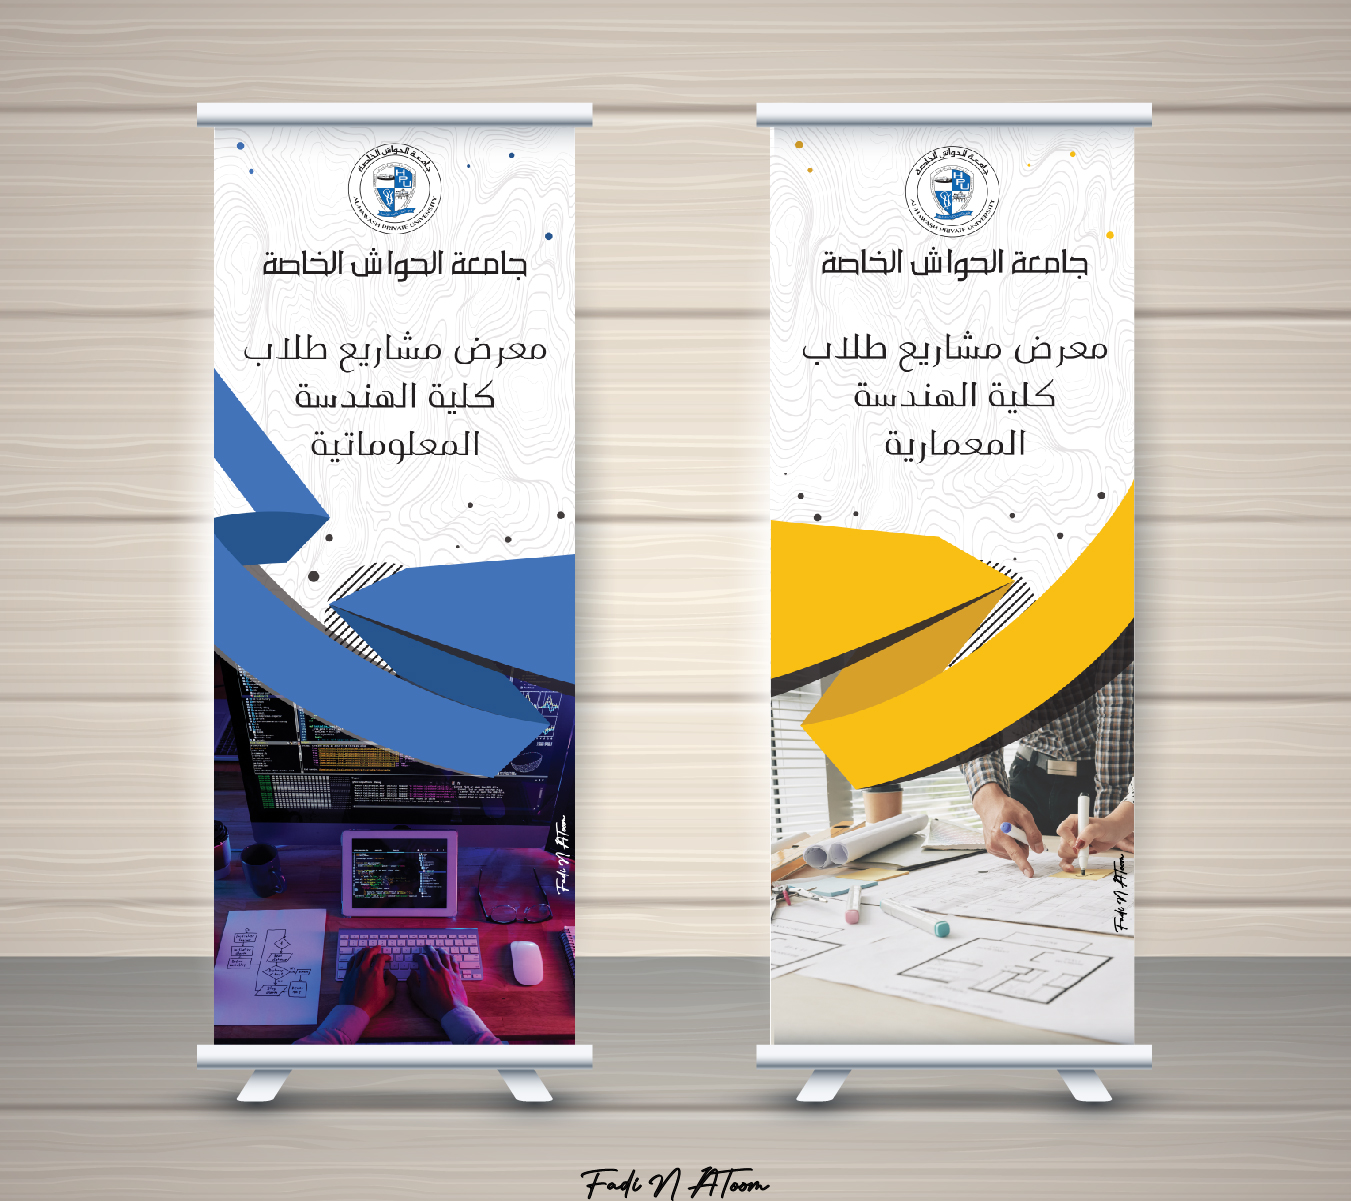 جامعة الحواش الخاصة
HPU
AL-HAWASH PRIVATE UNIVERSITY
جامعة الحواش الخاصة
معرض مشاريع طلاب
كلية الهندسة
المعلوماتية
Fadi N AToom
جامعة الحواش الخاصة
HPU
AL-HAWASH PRIVATE UNIVERSITY
جامعة الحواش الخاصة
معرض مشاريع طلاب
كلية الهندسة
المعمارية
Fadi N AToom
Fadi N AToom